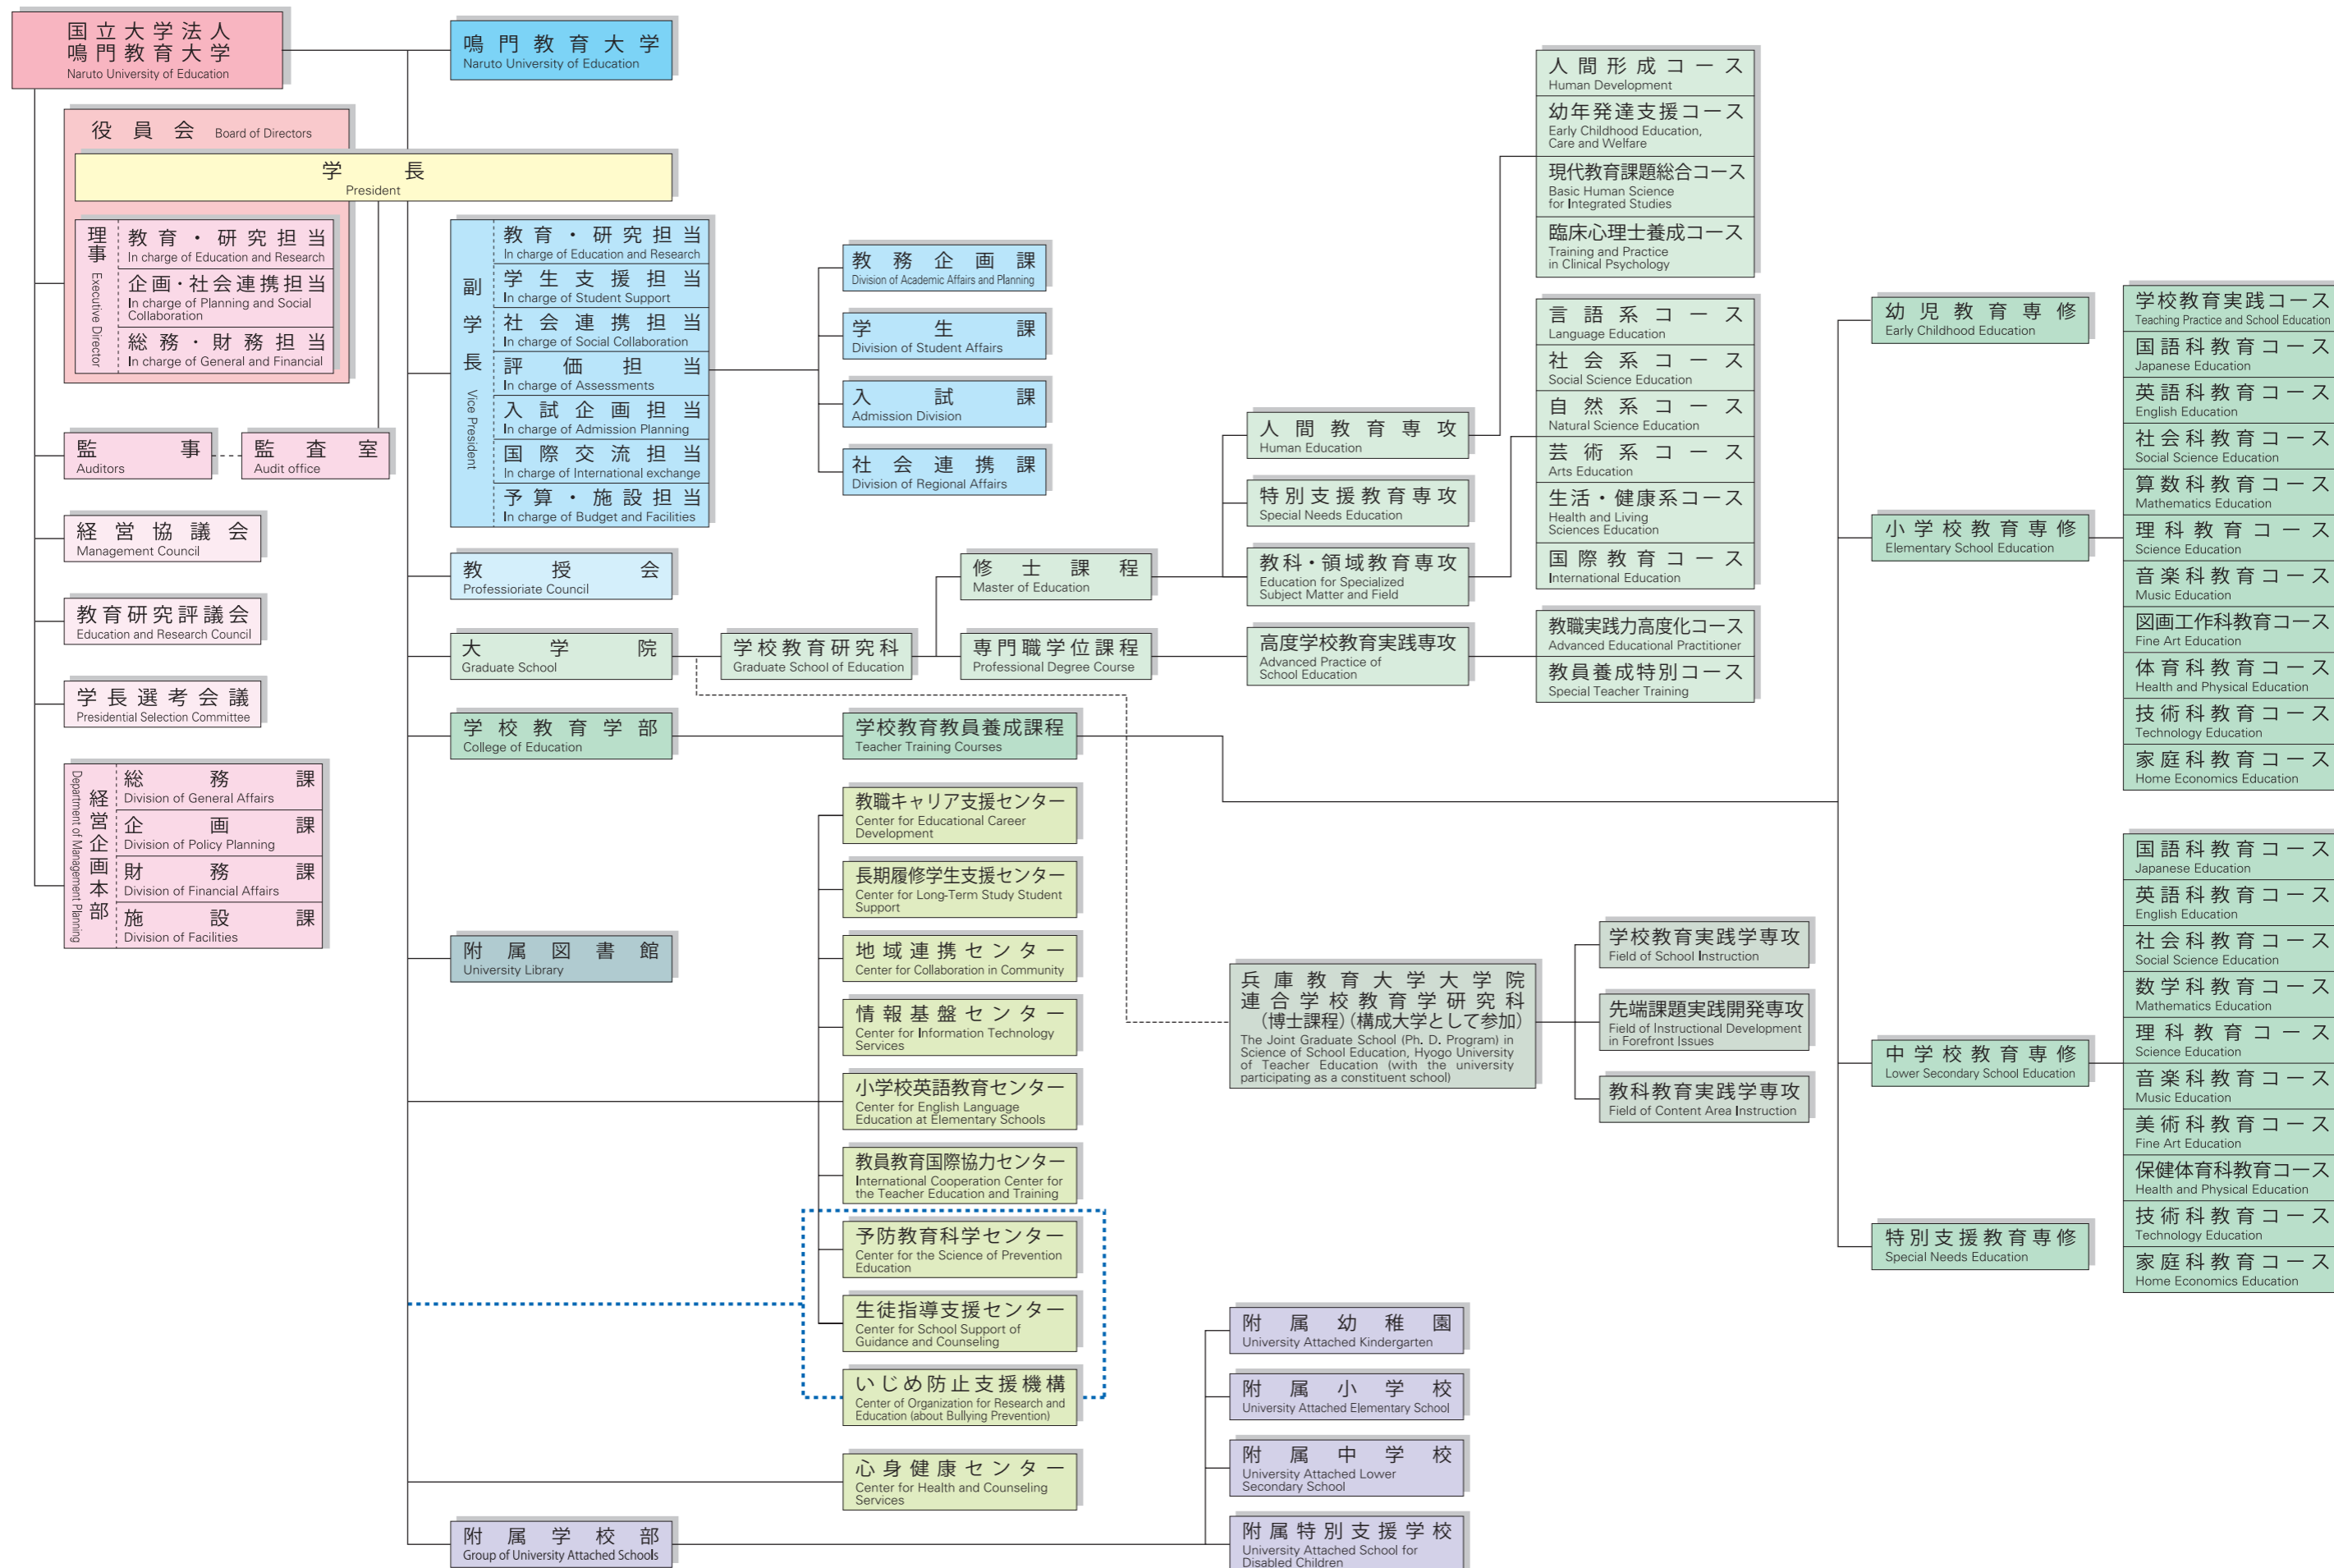 国立大学法人
鳴門教育大学
Naruto University of Education
鳴門教育大学
Naruto University of Education
役員会 Board of Directors
学長
President
理事 Executive Director
教育・研究担当
In charge of Education and Research
企画・社会連携担当
In charge of Planning and Social
Collaboration
総務・財務担当
In charge of General and Financial
監事
Auditors
監査室
Audit office
経営協議会
Management Council
教育研究評議会
Education and Research Council
学長選考会議
Presidential Selection Committee
経営企画本部
Department of Management Planning
総務課
Division of General Affairs
企画課
Division of Policy Planning
財務課
Division of Financial Affairs
施設課
Division of Facilities
副学長 Vice President
教育・研究担当
In charge of Education and Research
学生支援担当
In charge of Student Support
社会連携担当
In charge of Social Collaboration
評価担当
In charge of Assessments
入試企画担当
In charge of Admission Planning
国際交流担当
In charge of International exchange
予算・施設担当
In charge of Budget and Facilities
教務企画課
Division of Academic Affairs and Planning
学生課
Division of Student Affairs
入試課
Admission Division
社会連携課
Division of Regional Affairs
教授会
Professioriate Council
大学院
Graduate School
学校教育研究科
Graduate School of Education
修士課程
Master of Education
専門職学位課程
Professional Degree Course
人間教育専攻
Human Education
特別支援教育専攻
Special Needs Education
教科・領域教育専攻
Education for Specialized
Subject Matter and Field
高度学校教育実践専攻
Advanced Practice of
School Education
人間形成コース
Human Development
幼年発達支援コース
Early Childhood Education,
Care and Welfare
現代教育課題総合コース
Basic Human Science
for Integrated Studies
臨床心理士養成コース
Training and Practice
in Clinical Psychology
言語系コース
Language Education
社会系コース
Social Science Education
自然系コース
Natural Science Education
芸術系コース
Arts Education
生活・健康系コース
Health and Living
Sciences Education
国際教育コース
International Education
教職実践力高度化コース
Advanced Educational Practitioner
教員養成特別コース
Special Teacher Training
学校教育学部
College of Education
学校教育教員養成課程
Teacher Training Courses
幼児教育専修
Early Childhood Education
小学校教育専修
Elementary School Education
学校教育実践コース
Teaching Practice and School Education
国語科教育コース
Japanese Education
英語科教育コース
English Education
社会科教育コース
Social Science Education
算数科教育コース
Mathematics Education
理科教育コース
Science Education
音楽科教育コース
Music Education
図画工作科教育コース
Fine Art Education
体育科教育コース
Health and Physical Education
技術科教育コース
Technology Education
家庭科教育コース
Home Economics Education
中学校教育専修
Lower Secondary School Education
国語科教育コース
Japanese Education
英語科教育コース
English Education
社会科教育コース
Social Science Education
数学科教育コース
Mathematics Education
理科教育コース
Science Education
音楽科教育コース
Music Education
美術科教育コース
Fine Art Education
保健体育科教育コース
Health and Physical Education
技術科教育コース
Technology Education
家庭科教育コース
Home Economics Education
特別支援教育専修
Special Needs Education
附属図書館
University Library
教職キャリア支援センター
Center for Educational Career
Development
長期履修学生支援センター
Center for Long-Term Study Student
Support
地域連携センター
Center for Collaboration in Community
情報基盤センター
Center for Information Technology
Services
小学校英語教育センター
Center for English Language
Education at Elementary Schools
教員教育国際協力センター
International Cooperation Center for
the Teacher Education and Training
予防教育科学センター
Center for the Science of Prevention
Education
生徒指導支援センター
Center for School Support of
Guidance and Counseling
いじめ防止支援機構
Center of Organization for Research and
Education (about Bullying Prevention)
心身健康センター
Center for Health and Counseling
Services
兵庫教育大学大学院
連合学校教育学研究科
(博士課程)(構成大学として参加)
The Joint Graduate School (Ph. D. Program) in
Science of School Education, Hyogo University
of Teacher Education (with the university
participating as a constituent school)
学校教育実践学専攻
Field of School Instruction
先端課題実践開発専攻
Field of Instructional Development
in Forefront Issues
教科教育実践学専攻
Field of Content Area Instruction
附属学校部
Group of University Attached Schools
附属幼稚園
University Attached Kindergarten
附属小学校
University Attached Elementary School
附属中学校
University Attached Lower
Secondary School
附属特別支援学校
University Attached School for
Disabled Children